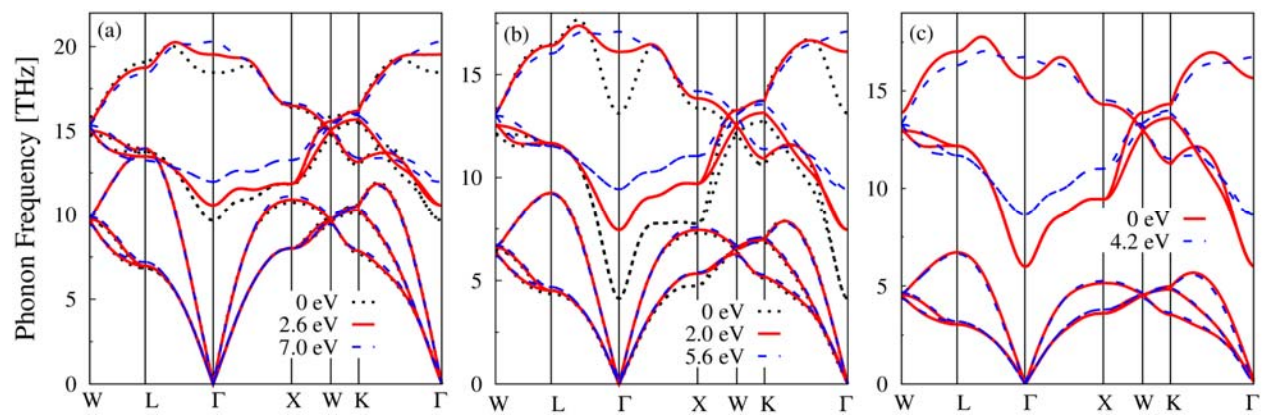 (a)
20
15
10
5
0
Phonon Frequency [THz]
0 eV
2.6 eV
7.0 eV
W L Γ X W K Γ
(b)
15
10
5
0
0 eV
2.0 eV
5.6 eV
W L Γ X W K Γ
(c)
15
10
5
0
0 eV
4.2 eV
W L Γ X W K Γ